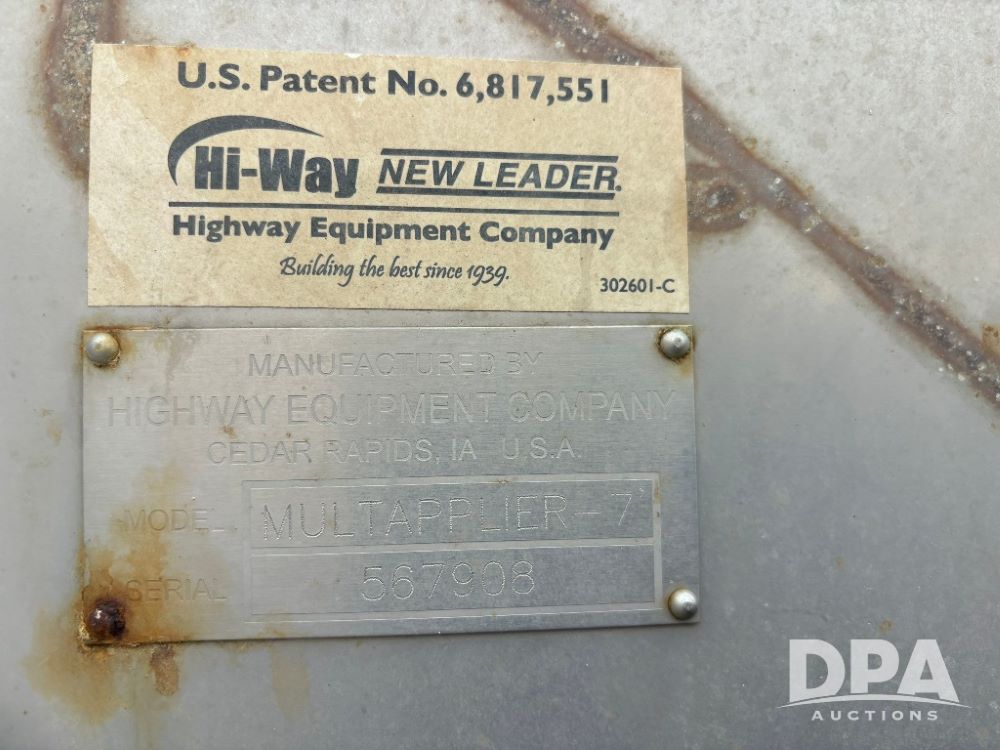 U.S. Patent No. 6,817,551
Hi-Way NEW LEADER.
Highway Equipment Company
Building the best since 1939.
302601-C
MANUFACTURED BY
HIGHWAY EQUIPMENT COMPANY
CEDAR RAPIDS, IA U.S.A.
MODEL MULTAPPLIER-7
SERIAL 567908
DPA
AUCTIONS